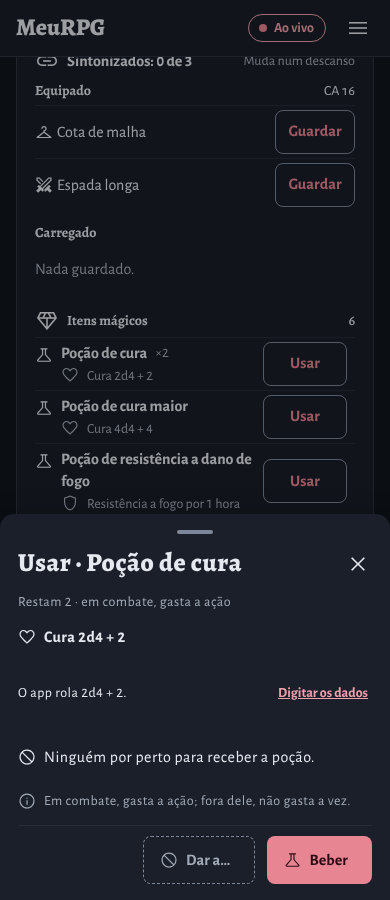 MeuRPG
Ao vivo
Sintonizados: 0 de 3
Muda num descanso
Equipado
CA 16
Cota de malha
Guardar
Espada longa
Guardar
Carregado
Nada guardado.
Itens mágicos
6
Poção de cura ×2
Cura 2d4 + 2
Usar
Poção de cura maior
Cura 4d4 + 4
Usar
Poção de resistência a dano de
fogo
Resistência a fogo por 1 hora
Usar
Usar · Poção de cura
Restam 2 · em combate, gasta a ação
Cura 2d4 + 2
O app rola 2d4 + 2.
Digitar os dados
Ninguém por perto para receber a poção.
Em combate, gasta a ação; fora dele, não gasta a vez.
Dar a...
Beber